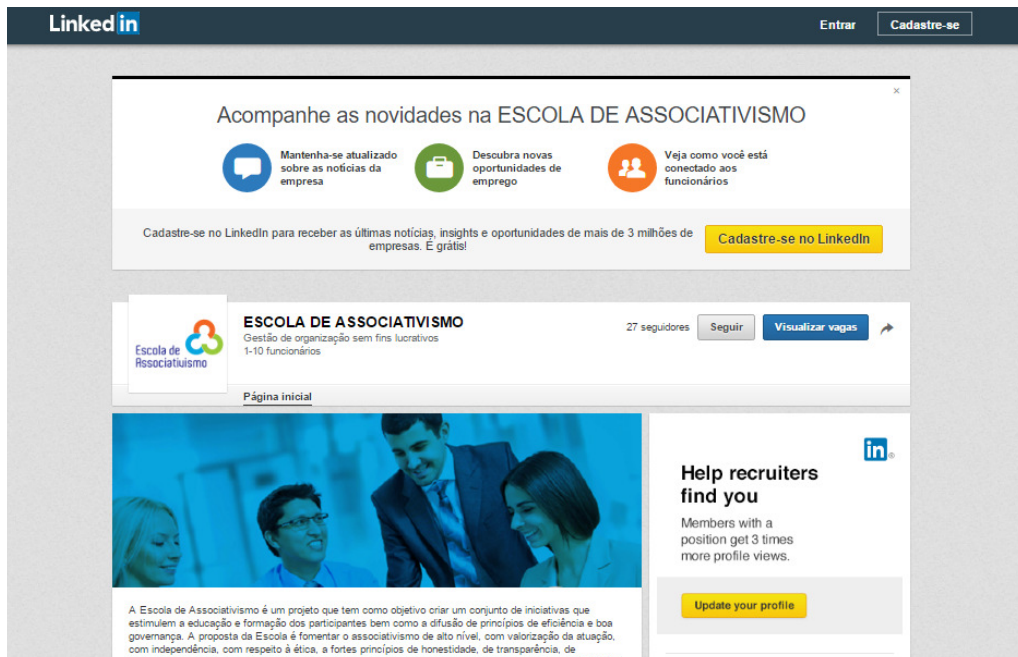 Linked in
Entrar
Cadastre-se
×
Acompanhe as novidades na ESCOLA DE ASSOCIATIVISMO
Mantenha-se atualizado
sobre as notícias da
empresa
Descubra novas
oportunidades de
emprego
Veja como você está
conectado aos
funcionários
Cadastre-se no LinkedIn para receber as últimas notícias, insights e oportunidades de mais de 3 milhões de
empresas. É grátis!
Cadastre-se no LinkedIn
Escola de
Associativismo
ESCOLA DE ASSOCIATIVISMO
Gestão de organização sem fins lucrativos
1-10 funcionários
27 seguidores
Seguir
Visualizar vagas
Página inicial
in
Help recruiters
find you
Members with a
position get 3 times
more profile views.
Update your profile
A Escola de Associativismo é um projeto que tem como objetivo criar um conjunto de iniciativas que
estimulem a educação e formação dos participantes bem como a difusão de princípios de eficiência e boa
governança. A proposta da Escola é fomentar o associativismo de alto nível, com valorização da atuação,
com independência, com respeito à ética, a fortes princípios de honestidade, de transparência, de